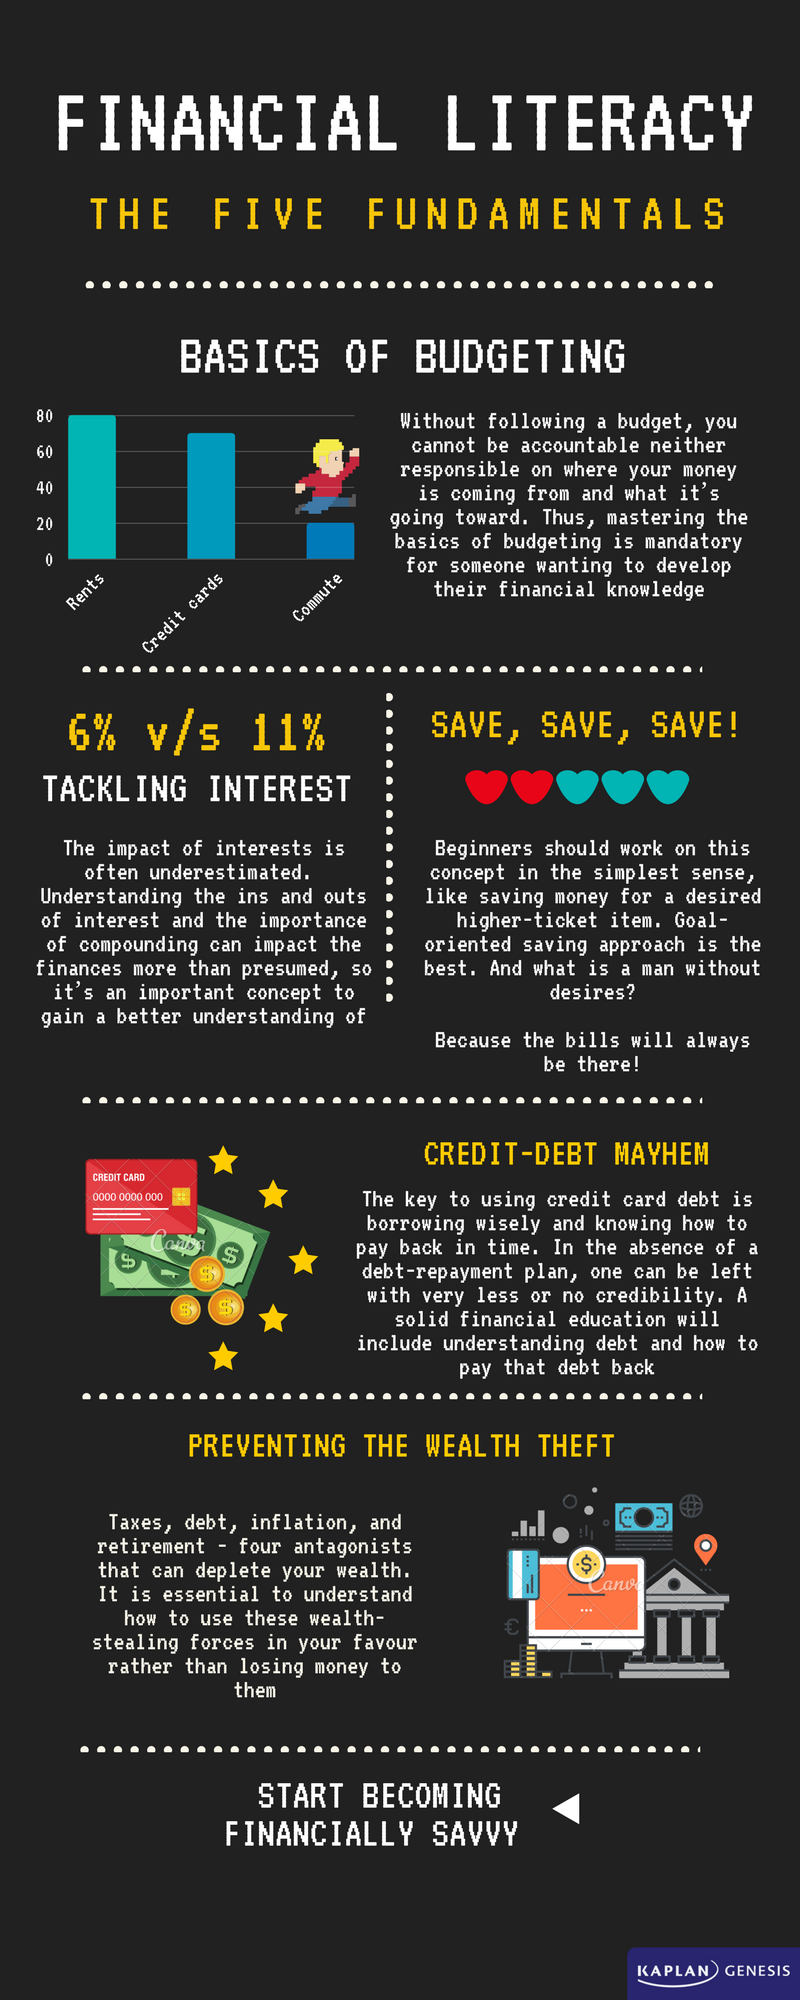 FINANCIAL LITERACY
THE FIVE FUNDAMENTALS
BASICS OF BUDGETING
80
60
40
20
0
Rents
Credit cards
Commute
Without following a budget, you
cannot be accountable neither
responsible on where your money
is coming from and what it's
going toward. Thus, mastering the
basics of budgeting is mandatory
for someone wanting to develop
their financial knowledge
6% v/s 11%
TACKLING INTEREST
The impact of interests is
often underestimated.
Understanding the ins and outs
of interest and the importance
of compounding can impact the
finances more than presumed, so
it's an important concept to
gain a better understanding of
SAVE, SAVE, SAVE!
Beginners should work on this
concept in the simplest sense,
like saving money for a desired
higher-ticket item. Goal-
oriented saving approach is the
best. And what is a man without
desires?
Because the bills will always
be there!
CREDIT CARD
0000 0000 000
Canva
CREDIT-DEBT MAYHEM
The key to using credit card debt is
borrowing wisely and knowing how to
pay back in time. In the absence of a
debt-repayment plan, one can be left
with very less or no credibility. A
solid financial education will
include understanding debt and how to
pay that debt back
PREVENTING THE WEALTH THEFT
Taxes, debt, inflation, and
retirement - four antagonists
that can deplete your wealth.
It is essential to understand
how to use these wealth-
stealing forces in your favour
rather than losing money to
them
Canva
START BECOMING
FINANCIALLY SAVVY
KAPLAN GENESIS